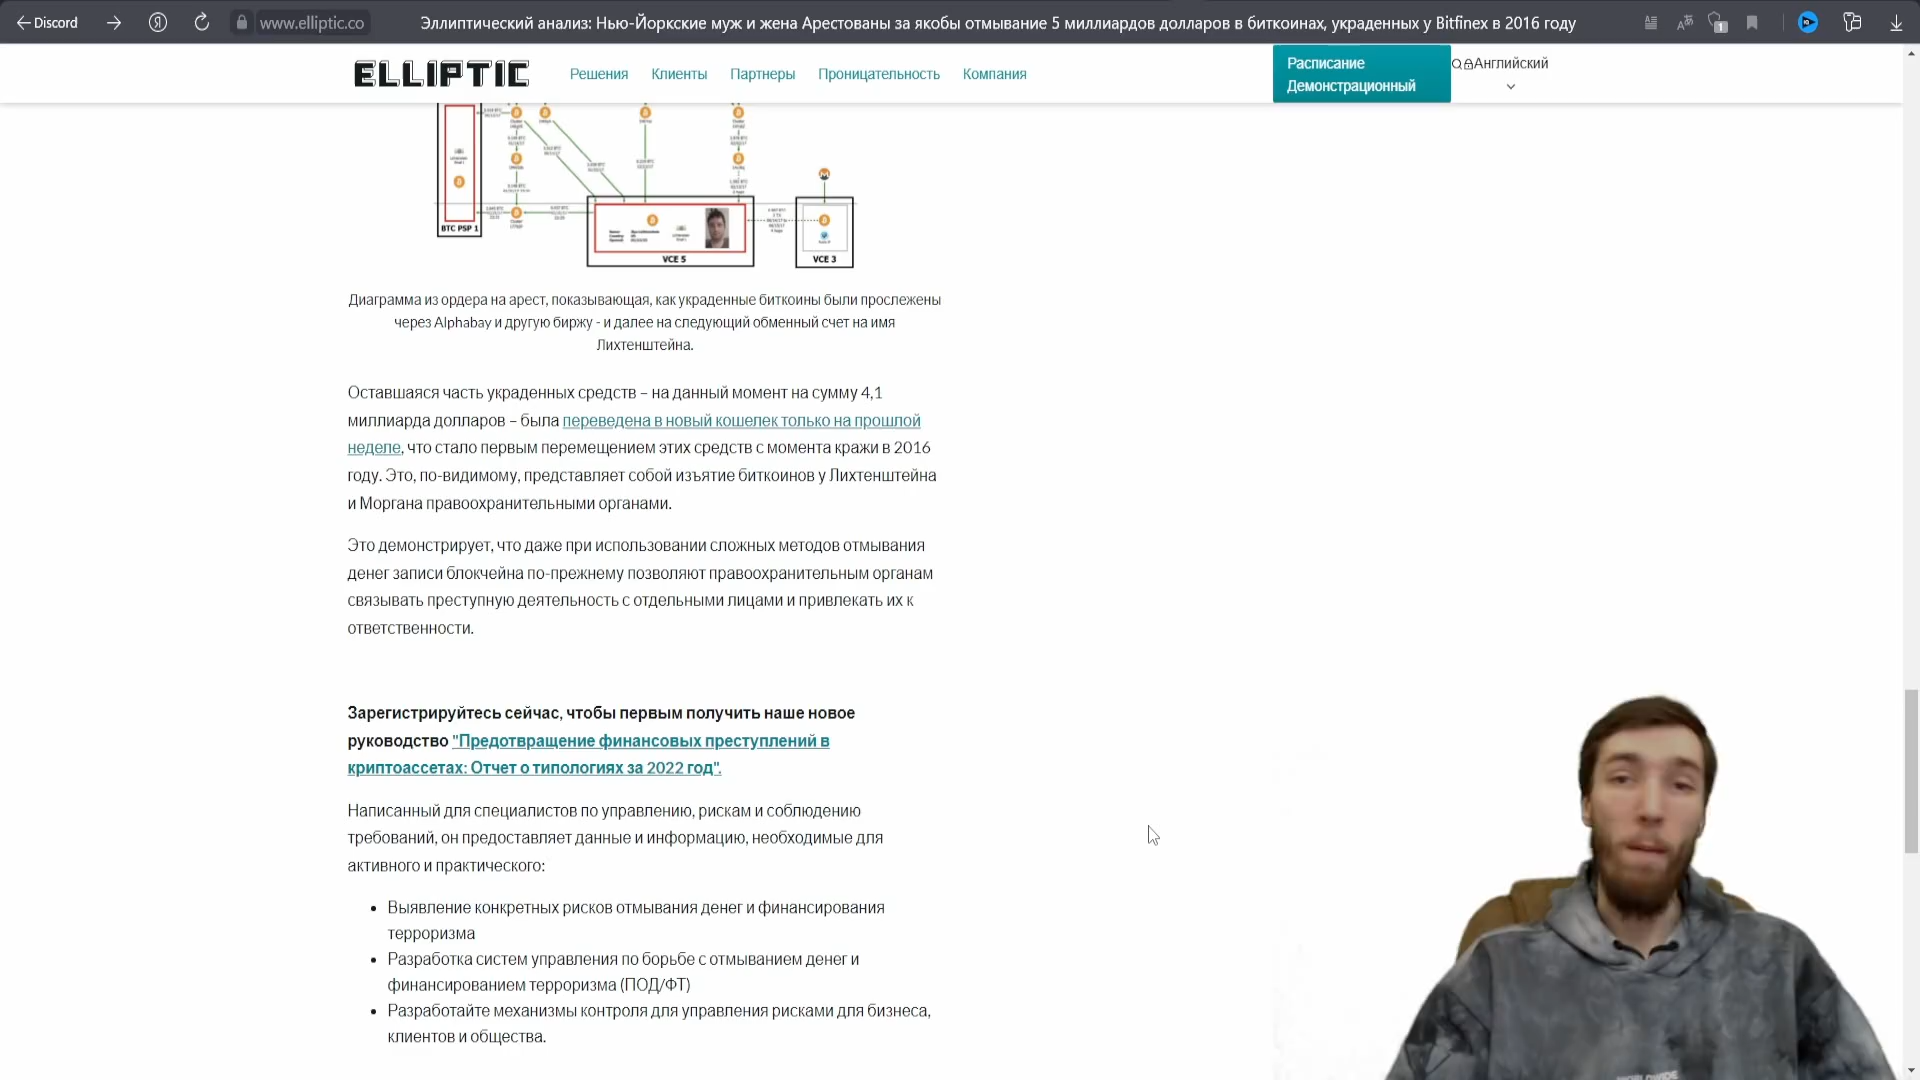 Discord
www.elliptic.co
Эллиптический анализ: Нью-Йоркские муж и жена Арестованы за якобы отмывание 5 миллиардов долларов в биткоинах, украденных у Bitfinex в 2016 году
1
ELLIPTIC
Решения
Клиенты
Партнеры
Проницательность
Компания
Расписание
Демонстрационный
Английский
BTC PSP 1
VCE 5
VCE 3
Диаграмма из ордера на арест, показывающая, как украденные биткоины были прослежены
через Alphabay и другую биржу - и далее на следующий обменный счет на имя
Лихтенштейна.
Оставшаяся часть украденных средств – на данный момент на сумму 4,1
миллиарда долларов – была переведена в новый кошелек только на прошлой
неделе, что стало первым перемещением этих средств с момента кражи в 2016
году. Это, по-видимому, представляет собой изъятие биткоинов у Лихтенштейна
и Моргана правоохранительными органами.
Это демонстрирует, что даже при использовании сложных методов отмывания
денег записи блокчейна по-прежнему позволяют правоохранительным органам
связывать преступную деятельность с отдельными лицами и привлекать их к
ответственности.
Зарегистрируйтесь сейчас, чтобы первым получить наше новое
руководство "Предотвращение финансовых преступлений в
криптоассетах: Отчет о типологиях за 2022 год".
Написанный для специалистов по управлению, рискам и соблюдению
требований, он предоставляет данные и информацию, необходимые для
активного и практического:
Выявление конкретных рисков отмывания денег и финансирования
терроризма
Разработка систем управления по борьбе с отмыванием денег и
финансированием терроризма (ПОД/ФТ)
Разработайте механизмы контроля для управления рисками для бизнеса,
клиентов и общества.
WORLDWIDE